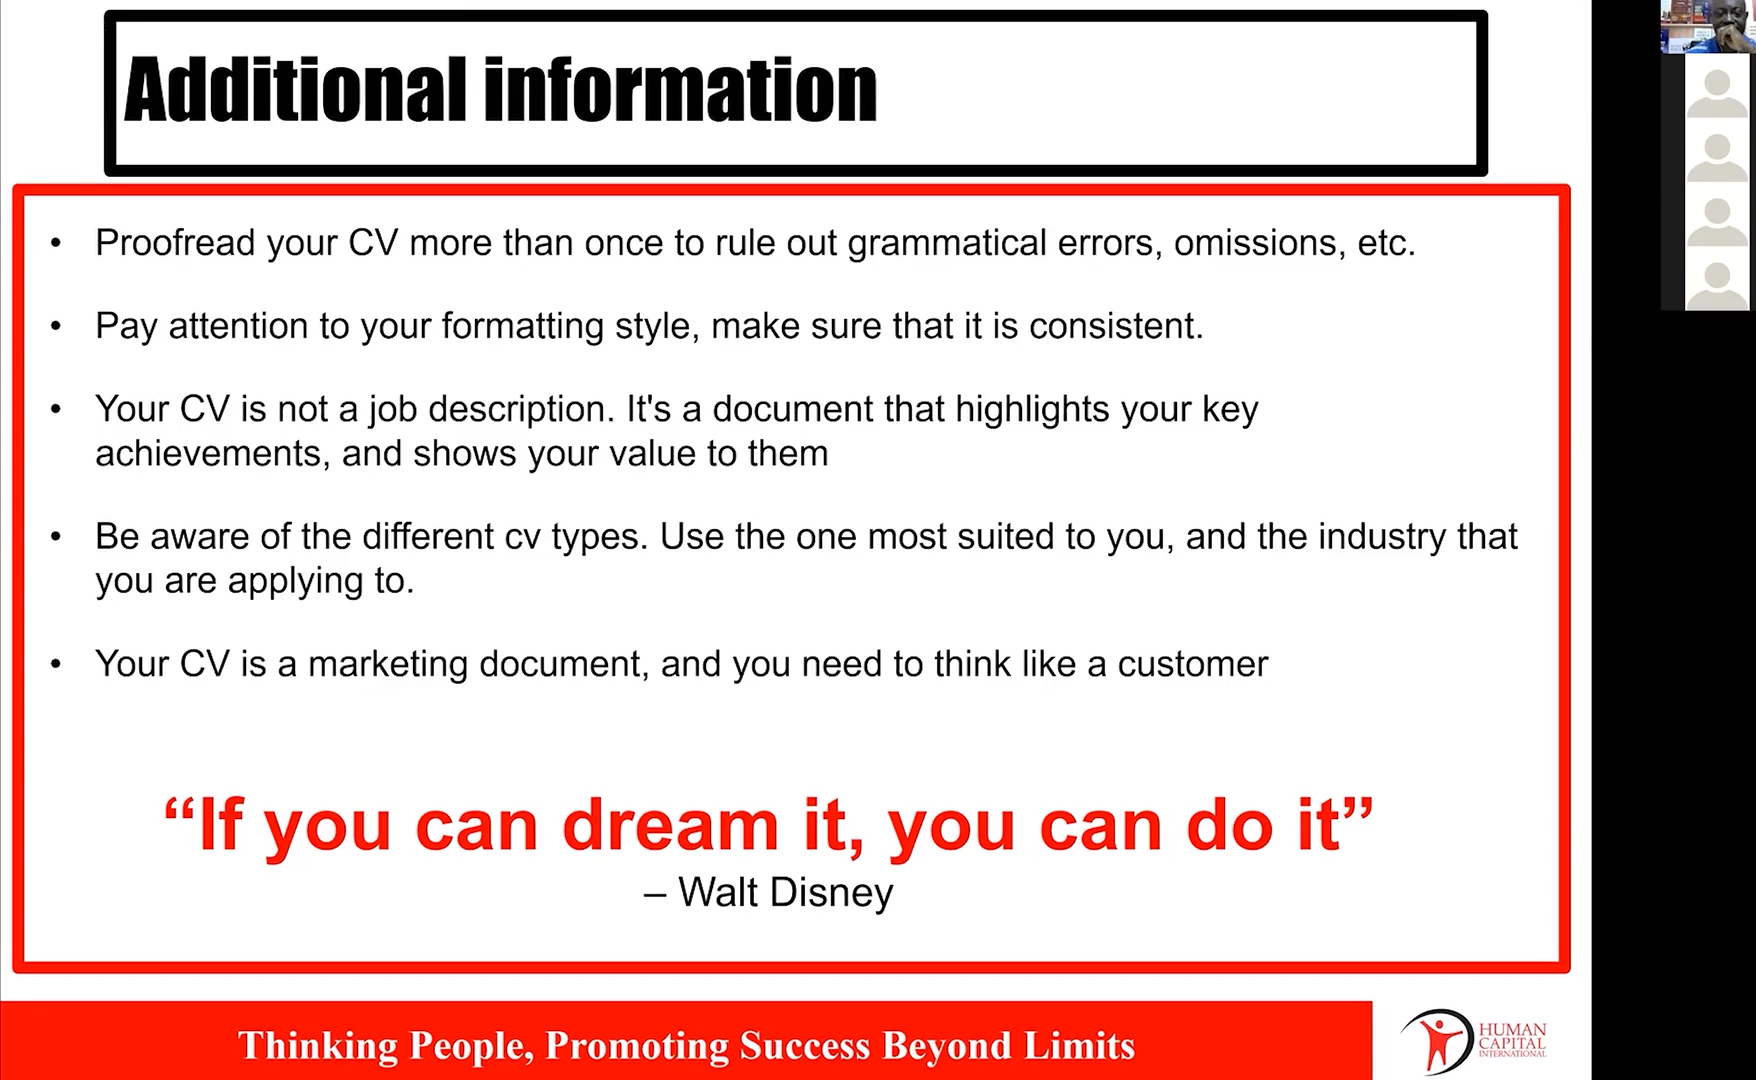 Additional information
• Proofread your CV more than once to rule out grammatical errors, omissions, etc.
• Pay attention to your formatting style, make sure that it is consistent.
• Your CV is not a job description. It's a document that highlights your key
achievements, and shows your value to them
• Be aware of the different cv types. Use the one most suited to you, and the industry that
you are applying to.
• Your CV is a marketing document, and you need to think like a customer
“If you can dream it, you can do it”
– Walt Disney
Thinking People, Promoting Success Beyond Limits
HUMAN
CAPITAL
INTERNATIONAL